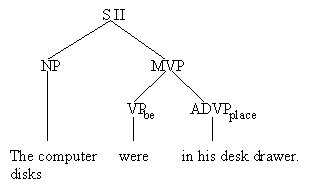 S II
NP MVP
VPbe ADVPplace
The computer were in his desk drawer.
disks